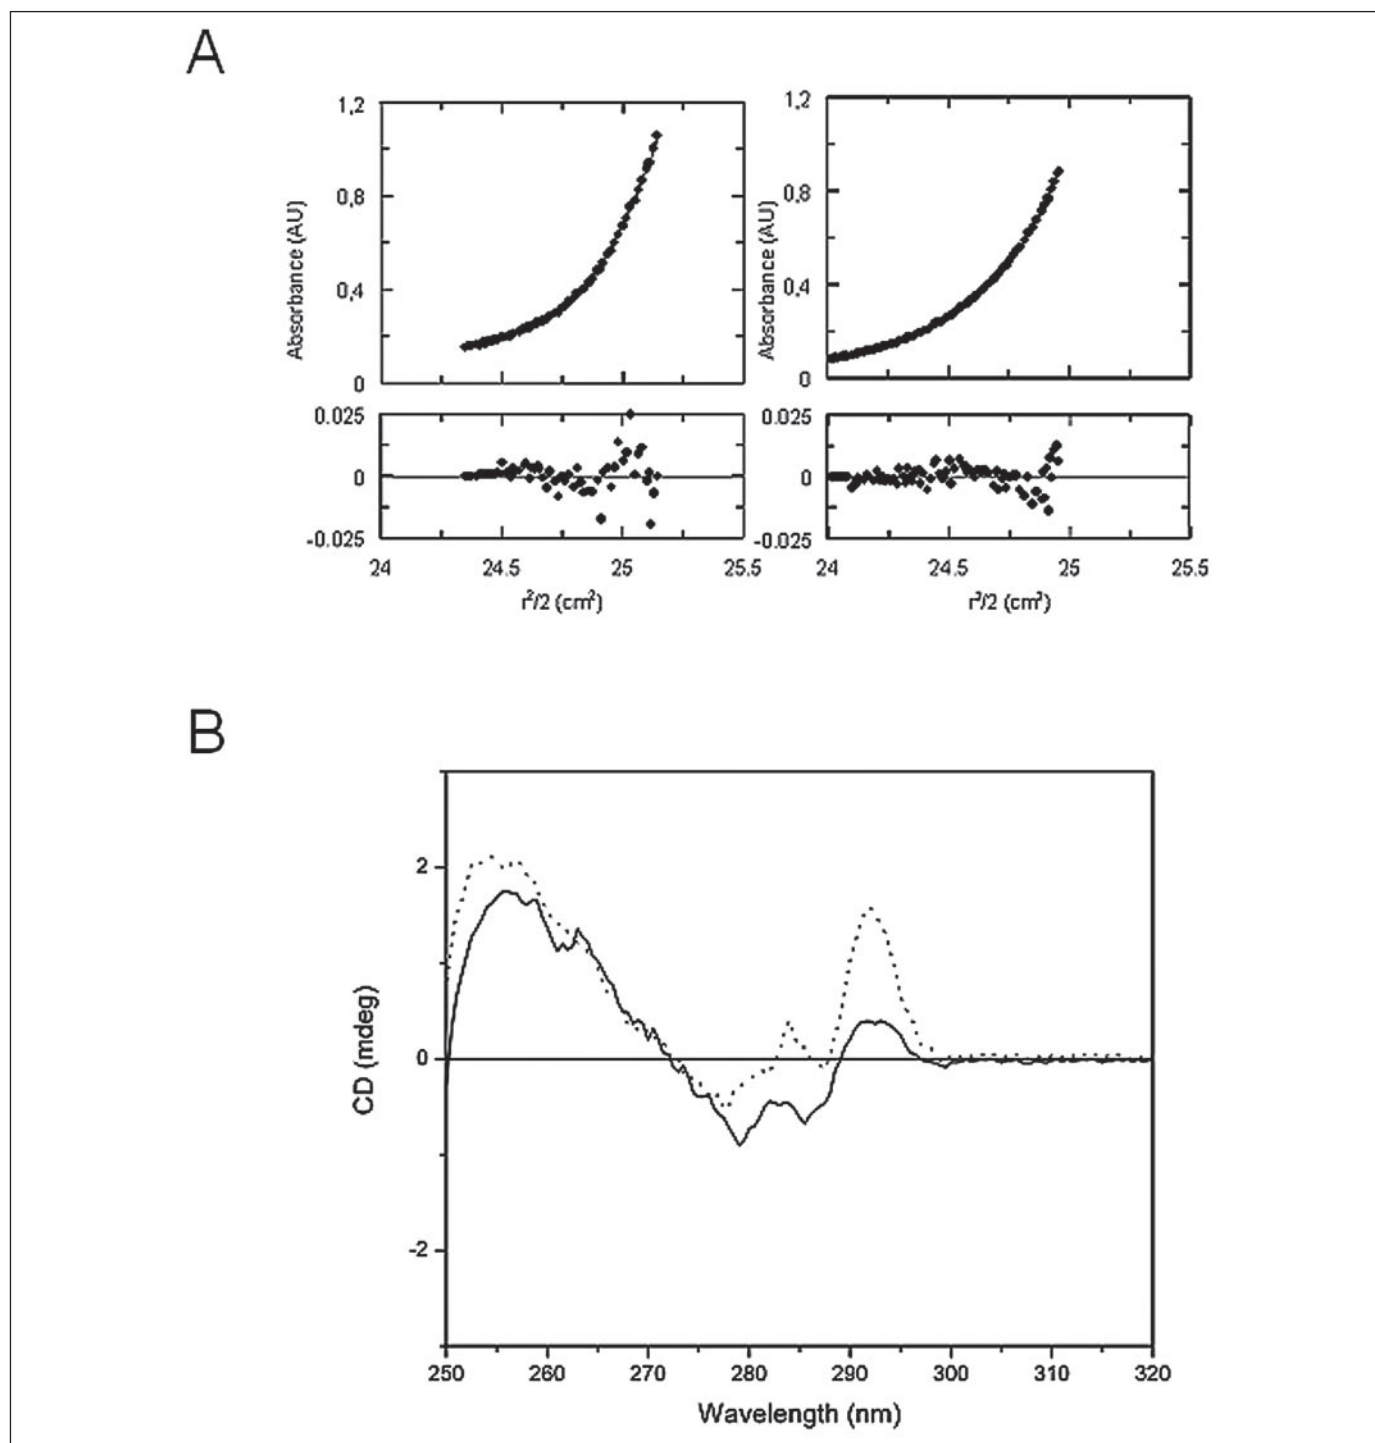 A
1,2 1,2
0,8 0,8
0,4 0,4
0 0
Absorbance (AU) Absorbance (AU)
0.025 0.025
0 0
-0.025 -0.025
24 24.5 25 25.5 24 24.5 25 25.5
r²/2 (cm²) r²/2 (cm²)
B
2
0
-2
CD (mdeg)
250 260 270 280 290 300 310 320
Wavelength (nm)